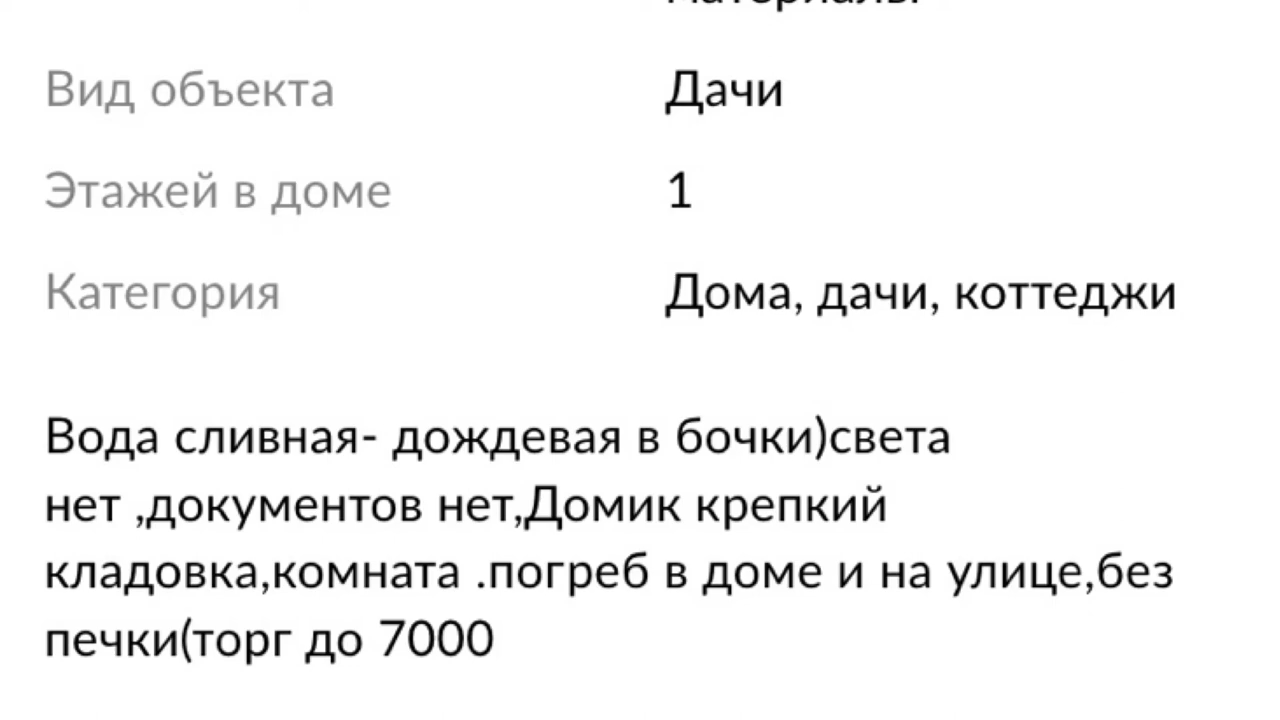 Вид объекта Дачи
Этажей в доме 1
Категория Дома, дачи, коттеджи
Вода сливная- дождевая в бочки)света
нет ,документов нет,Домик крепкий
кладовка,комната .погреб в доме и на улице,без
печки(торг до 7000